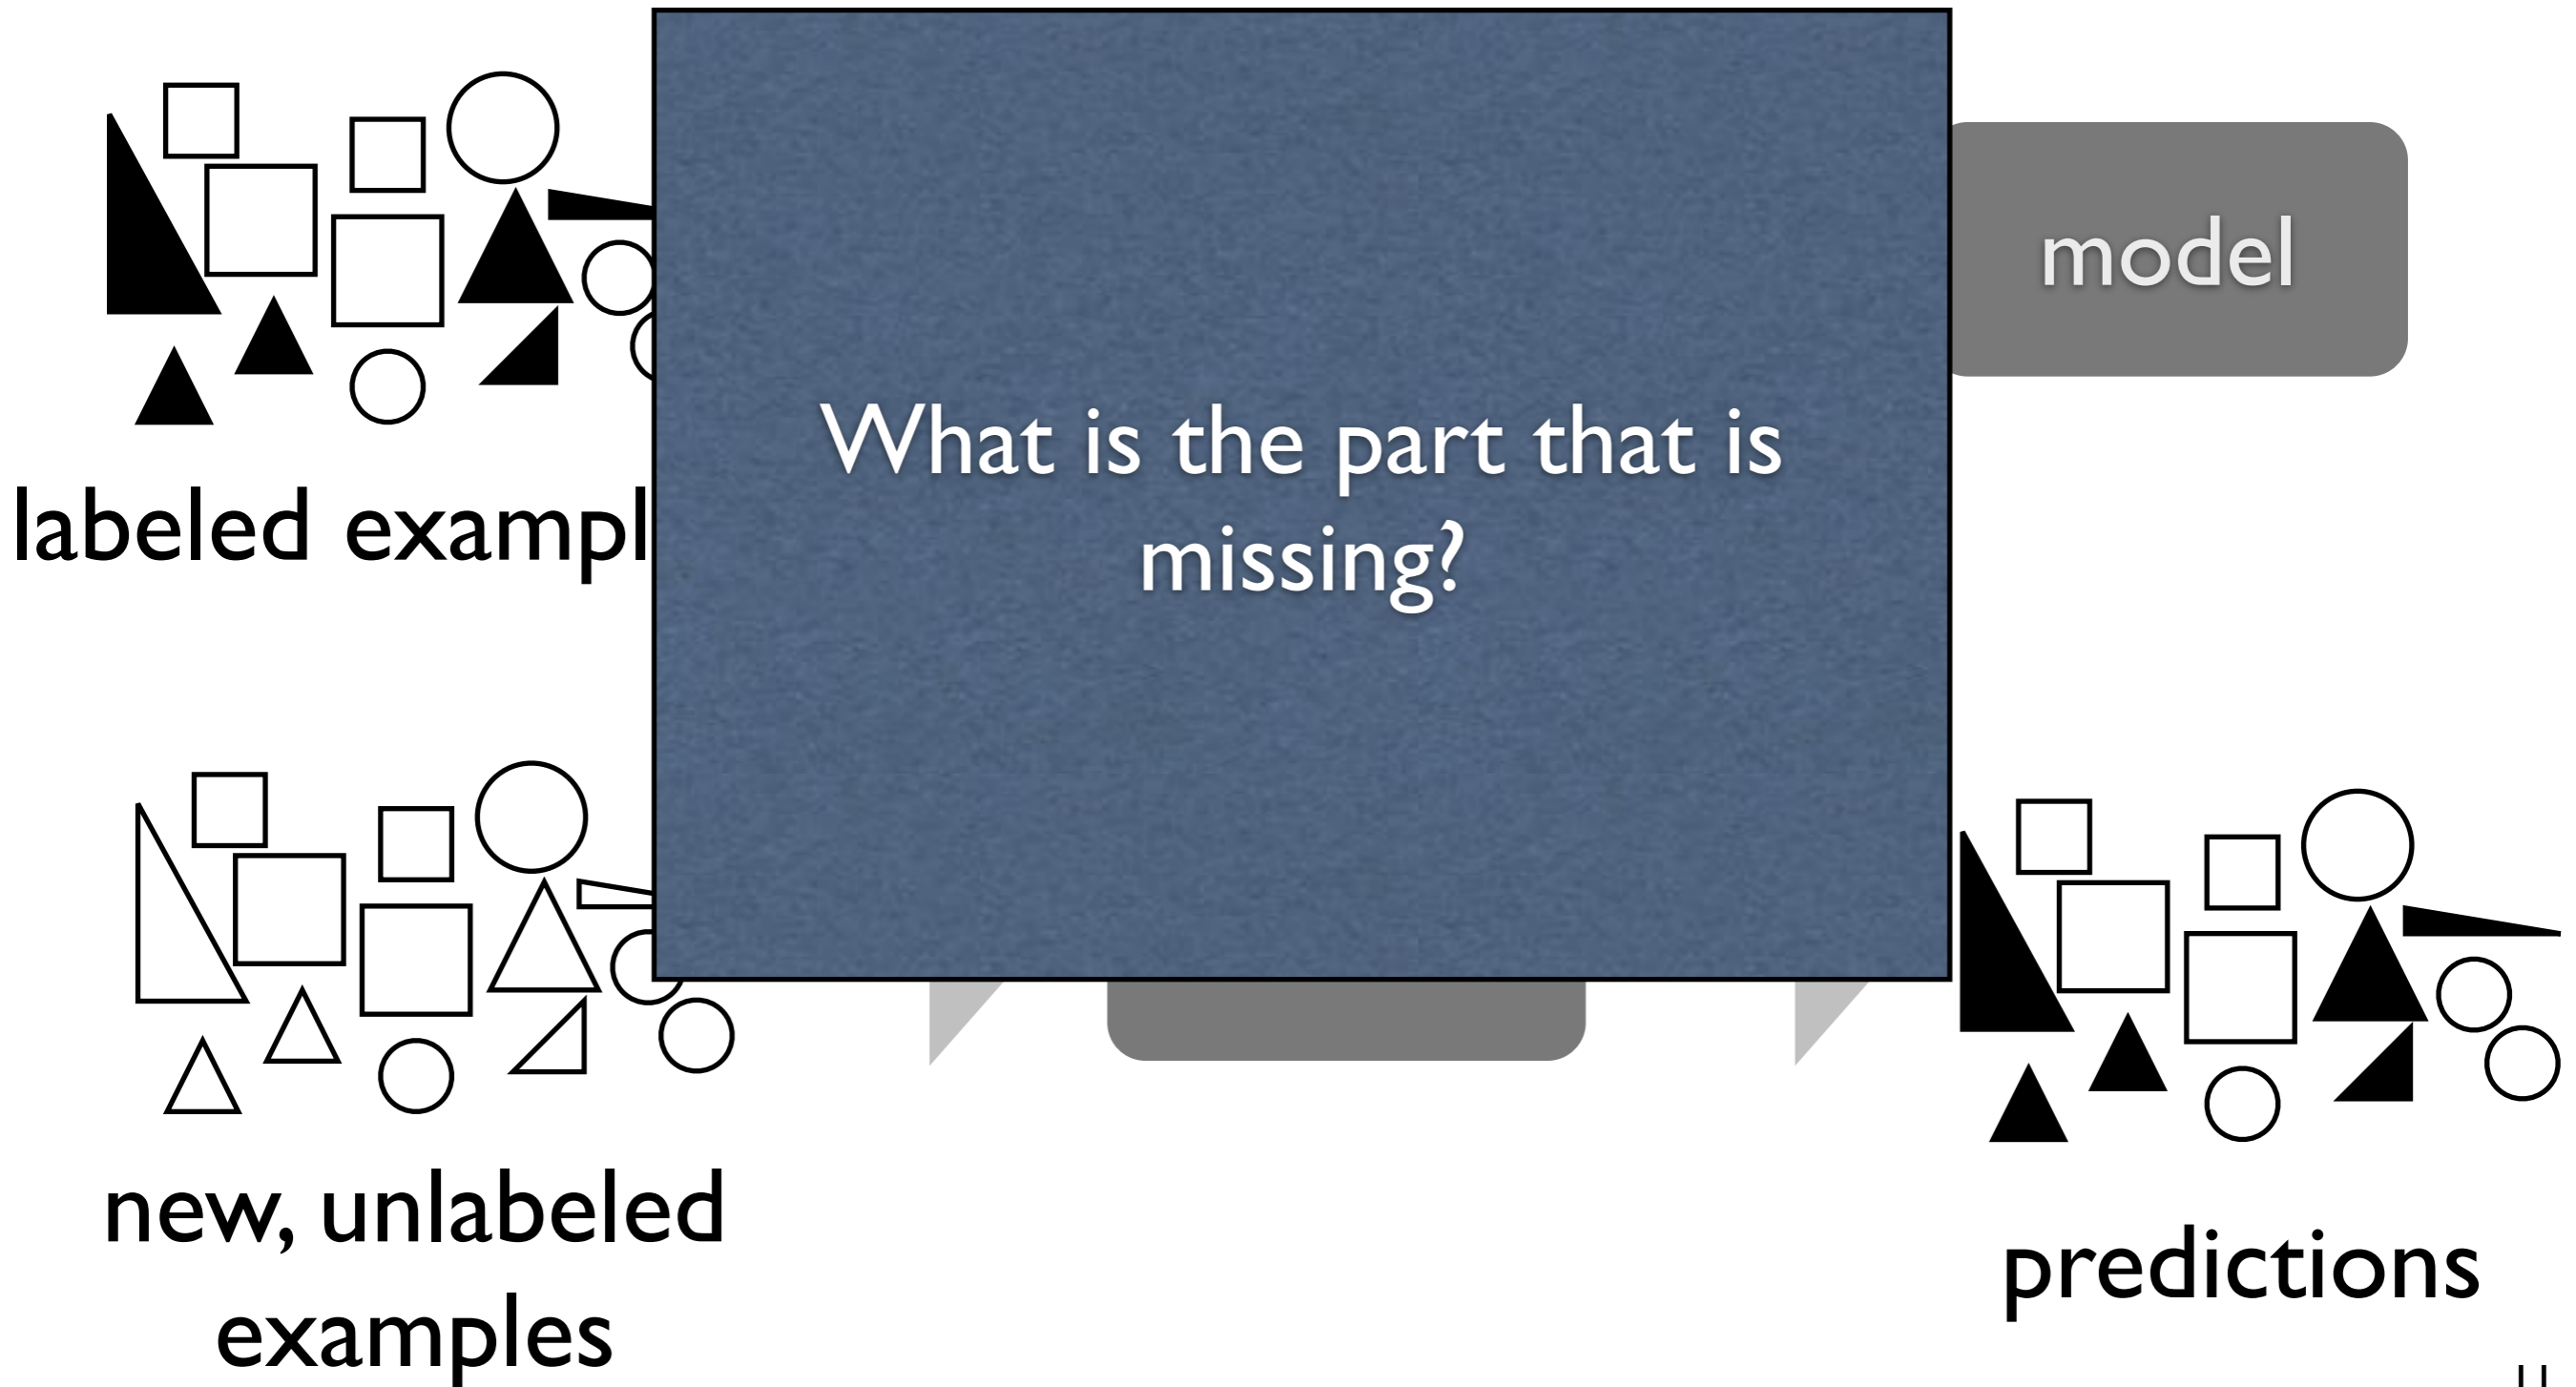 model
What is the part that is
missing?
labeled exampl
new, unlabeled
examples
predictions